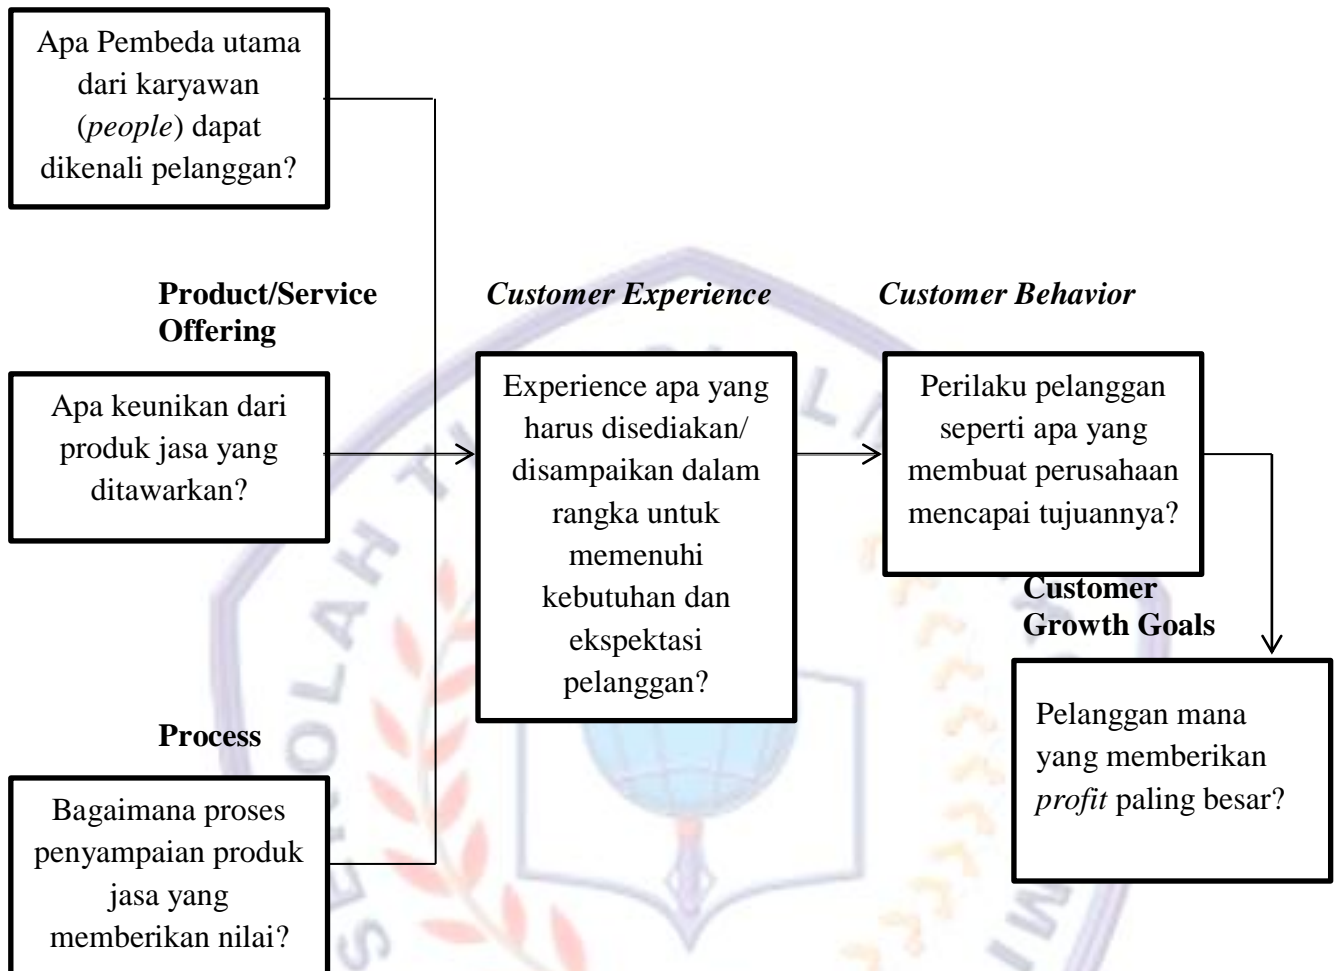 Apa Pembeda utama
dari karyawan
(people) dapat
dikenali pelanggan?
Product/Service
Offering
Apa keunikan dari
produk jasa yang
ditawarkan?
Process
Bagaimana proses
penyampaian produk
jasa yang
memberikan nilai?
Customer Experience
Experience apa yang
harus disediakan/
disampaikan dalam
rangka untuk
memenuhi
kebutuhan dan
ekspektasi
pelanggan?
Customer Behavior
Perilaku pelanggan
seperti apa yang
membuat perusahaan
mencapai tujuannya?
Customer
Growth Goals
Pelanggan mana
yang memberikan
profit paling besar?